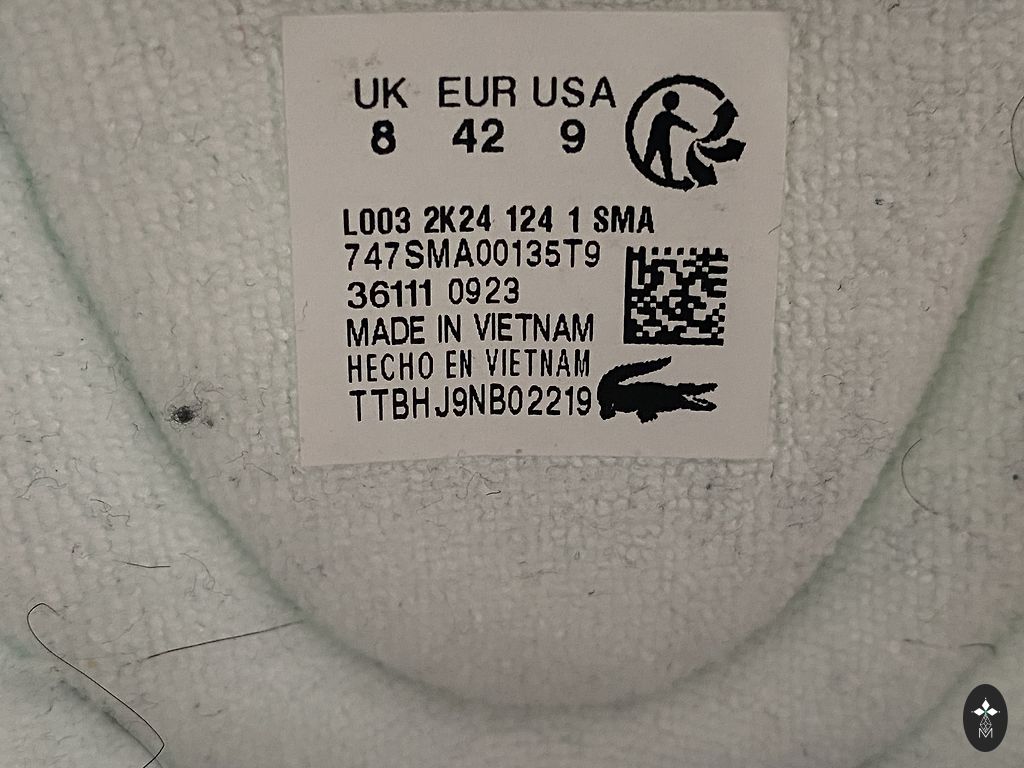 UK EUR USA
8 42 9
L003 2K24 124 1 SMA
747SMA00135T9
36111 0923
MADE IN VIETNAM
HECHO EN VIETNAM
TTBHJ9NB02219
M